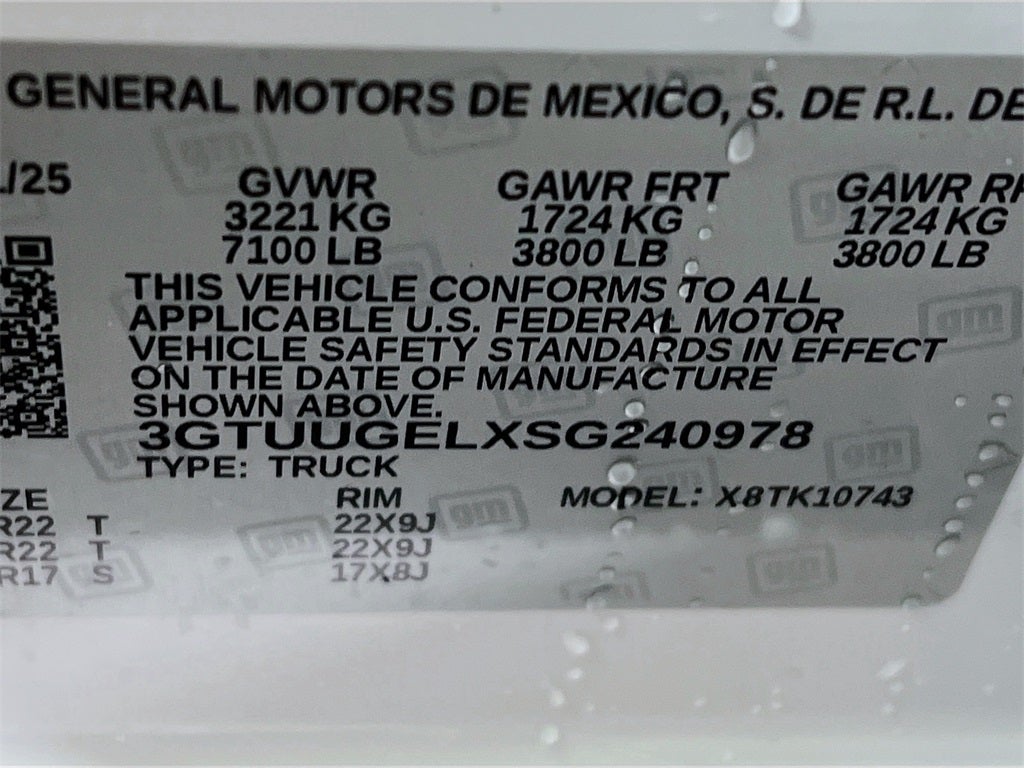 GENERAL MOTORS DE MEXICO, S. DE R.L. DE
/25 GVWR GAWR FRT GAWR RR
3221 KG 1724 KG 1724 KG
7100 LB 3800 LB 3800 LB
THIS VEHICLE CONFORMS TO ALL
APPLICABLE U.S. FEDERAL MOTOR
VEHICLE SAFETY STANDARDS IN EFFECT
ON THE DATE OF MANUFACTURE
SHOWN ABOVE.
3GTUUGELXSG240978
TYPE: TRUCK
ZE RIM MODEL: X8TK10743
R22 T 22X9J
R22 T 22X9J
R17 S 17X8J